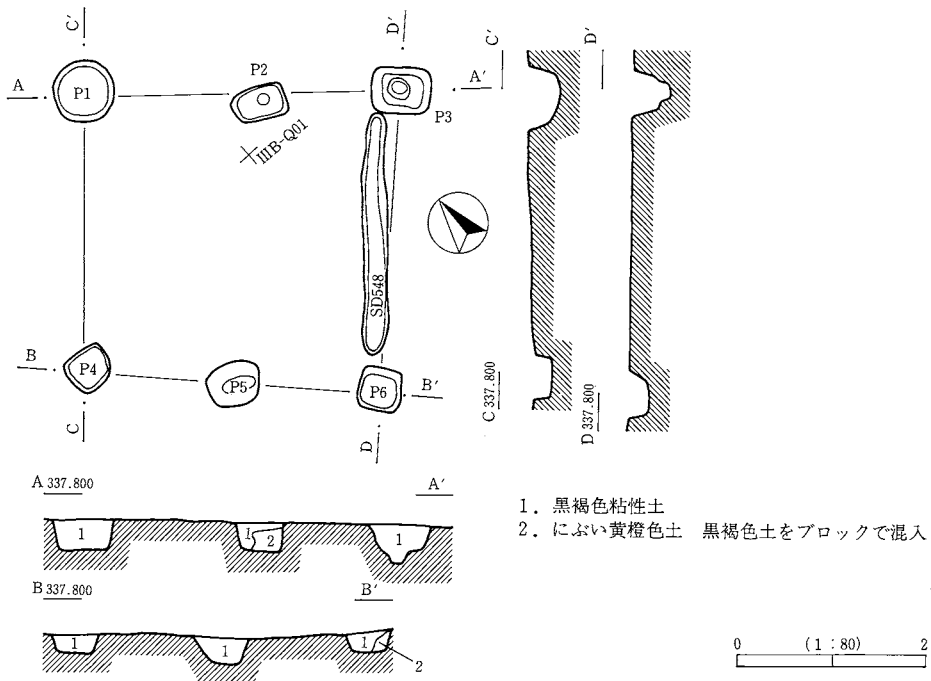 C'
D'
C'
D'
A
P1
P2
P3
A'
ⅢB-Q01
SD548
B
P4
P5
P6
B'
C
D
C 337.800
D 337.800
A 337.800
A'
1
1
2
1
B 337.800
B'
1
1
1
2
1. 黒褐色粘性土
2. にぶい黄橙色土 黒褐色土をブロックで混入
0 (1:80) 2